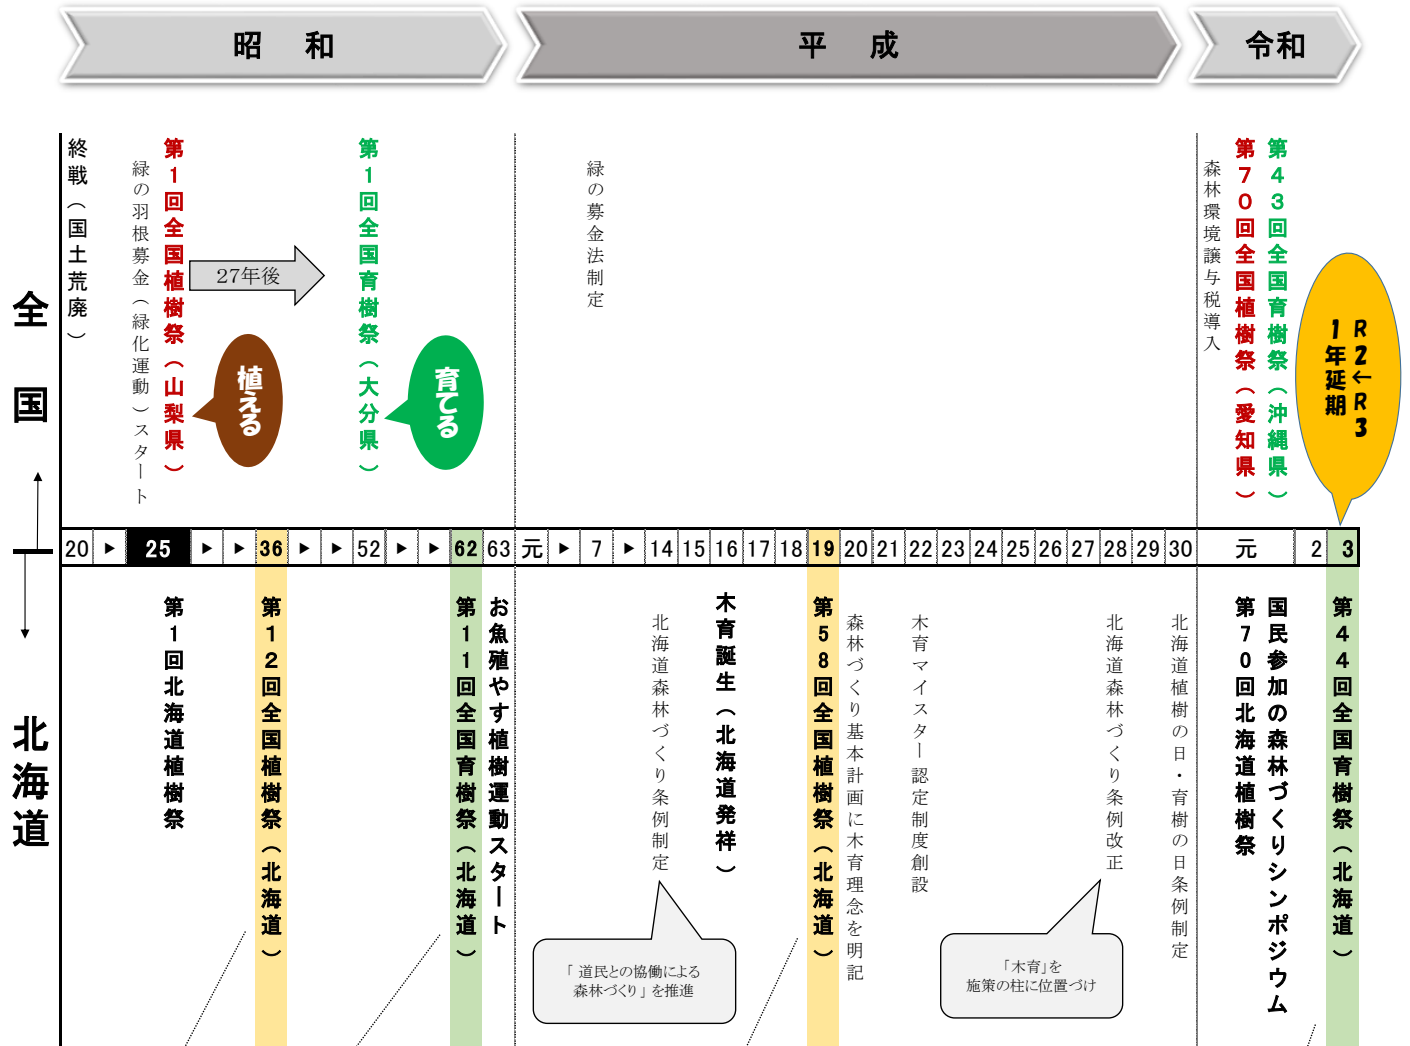 昭和
平成
令和
全国
北海道
終戦（国土荒廃）
緑の羽根募金（緑化運動）スタート
第1回全国植樹祭（山梨県）
27年後
植える
第1回全国育樹祭（大分県）
育てる
緑の募金法制定
森林環境譲与税導入
第70回全国植樹祭（愛知県）
第43回全国育樹祭（沖縄県）
R2←R3
1年延期
20 ▶ 25 ▶ ▶ 36 ▶ ▶ 52 ▶ ▶ 62 63 元 ▶ 7 ▶ 14 15 16 17 18 19 20 21 22 23 24 25 26 27 28 29 30 元 2 3
第1回北海道植樹祭
第12回全国植樹祭（北海道）
第11回全国育樹祭（北海道）
お魚殖やす植樹運動スタート
北海道森林づくり条例制定
「 道民との協働による
森林づくり 」 を推進
木育誕生（北海道発祥）
第58回全国植樹祭（北海道）
森林づくり基本計画に木育理念を明記
木育マイスター認定制度創設
北海道森林づくり条例改正
「木育」を
施策の柱に位置づけ
北海道植樹の日・育樹の日条例制定
第70回北海道植樹祭
国民参加の森林づくりシンポジウム
第44回全国育樹祭（北海道）